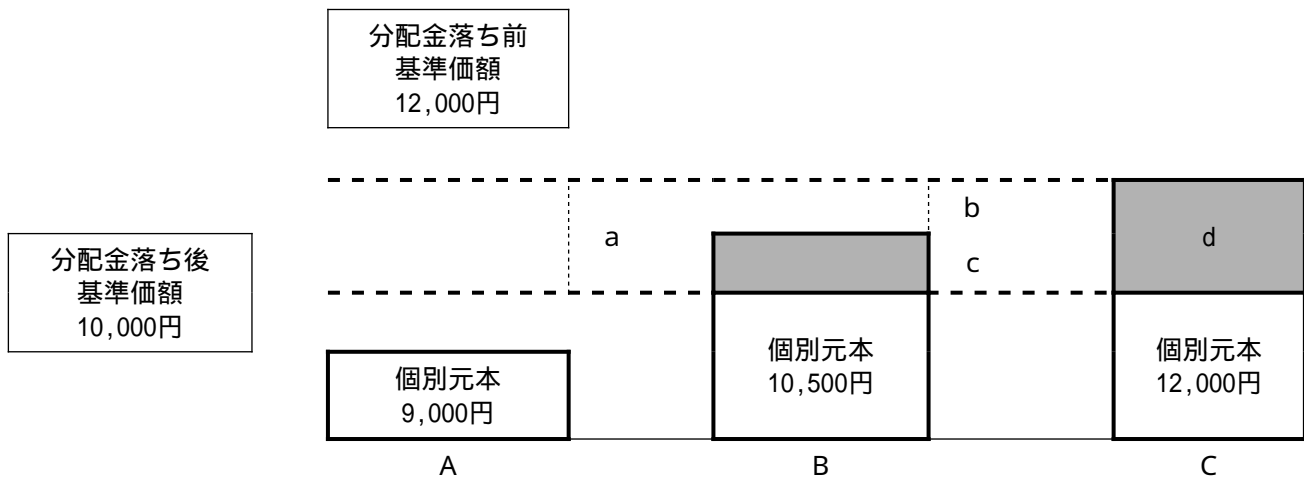 分配金落ち前
基準価額
12,000円
a
b
c
d
分配金落ち後
基準価額
10,000円
個別元本
9,000円
個別元本
10,500円
個別元本
12,000円
A
B
C